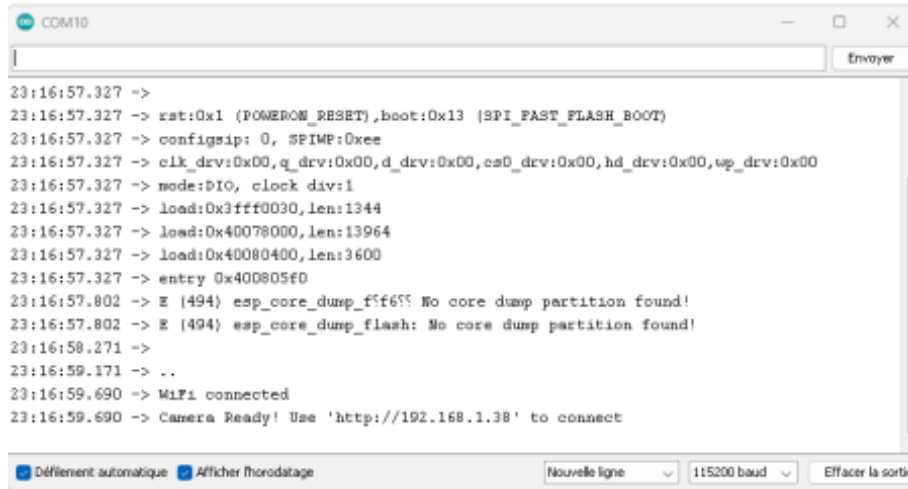 COM10
Envoyer
23:16:57.327 ->
23:16:57.327 -> rst:0x1 (POWERON_RESET),boot:0x13 (SPI_FAST_FLASH_BOOT)
23:16:57.327 -> configsip: 0, SPIWP:0xee
23:16:57.327 -> clk_drv:0x00,q_drv:0x00,d_drv:0x00,cs0_drv:0x00,hd_drv:0x00,wp_drv:0x00
23:16:57.327 -> mode:DIO, clock div:1
23:16:57.327 -> load:0x3fff0030,len:1344
23:16:57.327 -> load:0x40078000,len:13964
23:16:57.327 -> load:0x40080400,len:3600
23:16:57.327 -> entry 0x400805f0
23:16:57.802 -> E (494) No core dump partition found!
23:16:57.802 -> E (494) esp_core_dump_flash: No core dump partition found!
23:16:58.271 ->
23:16:59.171 -> ..
23:16:59.690 -> WiFi connected
23:16:59.690 -> Camera Ready! Use 'http://192.168.1.38' to connect
Défilement automatique Afficher l'horodatage Nouvelle ligne 115200 baud Effacer la sortie